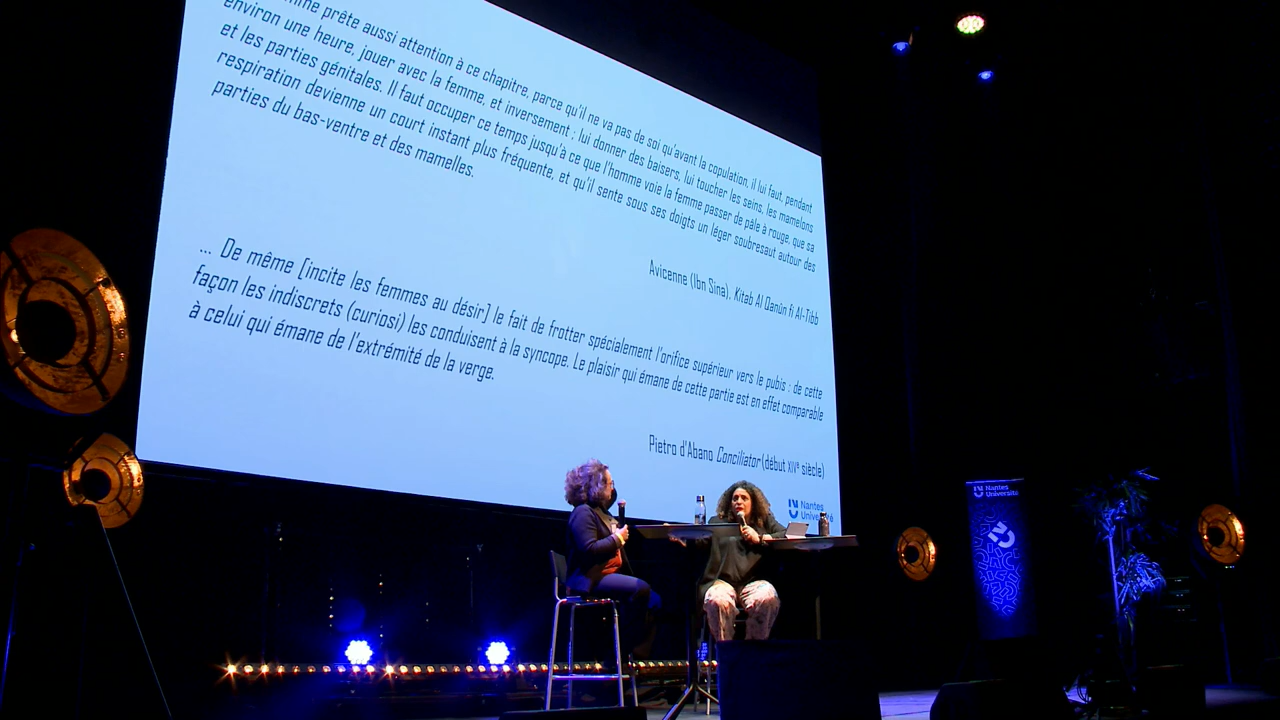 prête aussi attention à ce chapitre, parce qu'il ne va pas de soi qu'avant la copulation, il lui faut, pendant
environ une heure, jouer avec la femme, et inversement ; lui donner des baisers, lui toucher les seins, les mamelons
et les parties génitales. Il faut occuper ce temps jusqu'à ce que l'homme voie la femme passer de pâle à rouge, que sa
respiration devienne un court instant plus fréquente, et qu'il sente sous ses doigts un léger soubresaut autour des
parties du bas-ventre et des mamelles.
Avicenne (Ibn Sina), Kitab Al Qanûn fi Al-Tibb
... De même [incite les femmes au désir] le fait de frotter spécialement l'orifice supérieur vers le pubis : de cette
façon les indiscrets (curiosi) les conduisent à la syncope. Le plaisir qui émane de cette partie est en effet comparable
à celui qui émane de l'extrémité de la verge.
Pietro d'Abano Conciliator (début XIVe siècle)
Nantes
Université
Nantes
Université